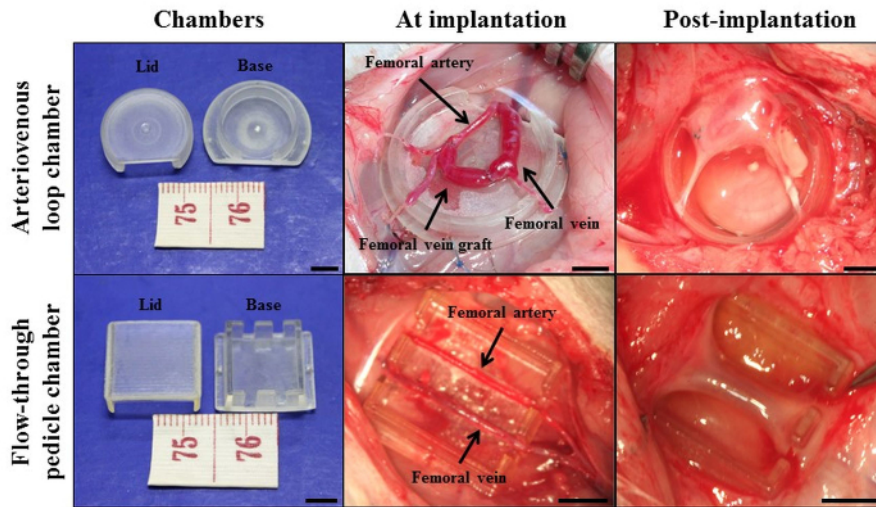 Chambers
At implantation
Post-implantation
Arteriovenous
loop chamber
Lid
Base
75
76
Femoral artery
Femoral vein
Femoral vein graft
Flow-through
pedicle chamber
Lid
Base
75
76
Femoral artery
Femoral vein